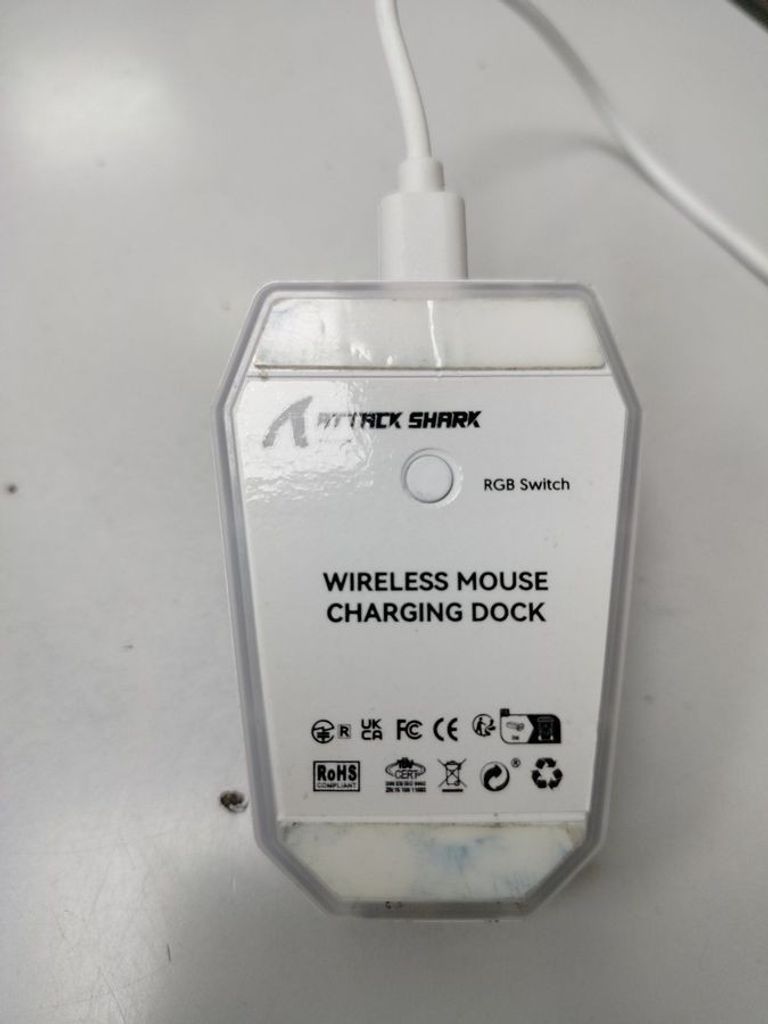 ATTACK SHARK
RGB Switch
WIRELESS MOUSE
CHARGING DOCK
R UK CA FC CE
RoHS
COMPLIANT
CERT